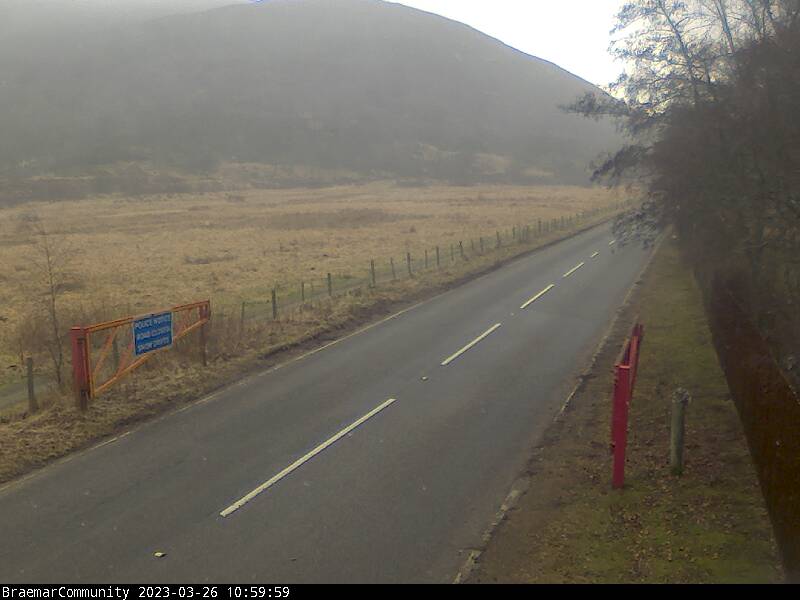 POLICE NOTICE
ROAD CLOSED
SNOW DRIFTS
BraemarCommunity 2023-03-26 10:59:59